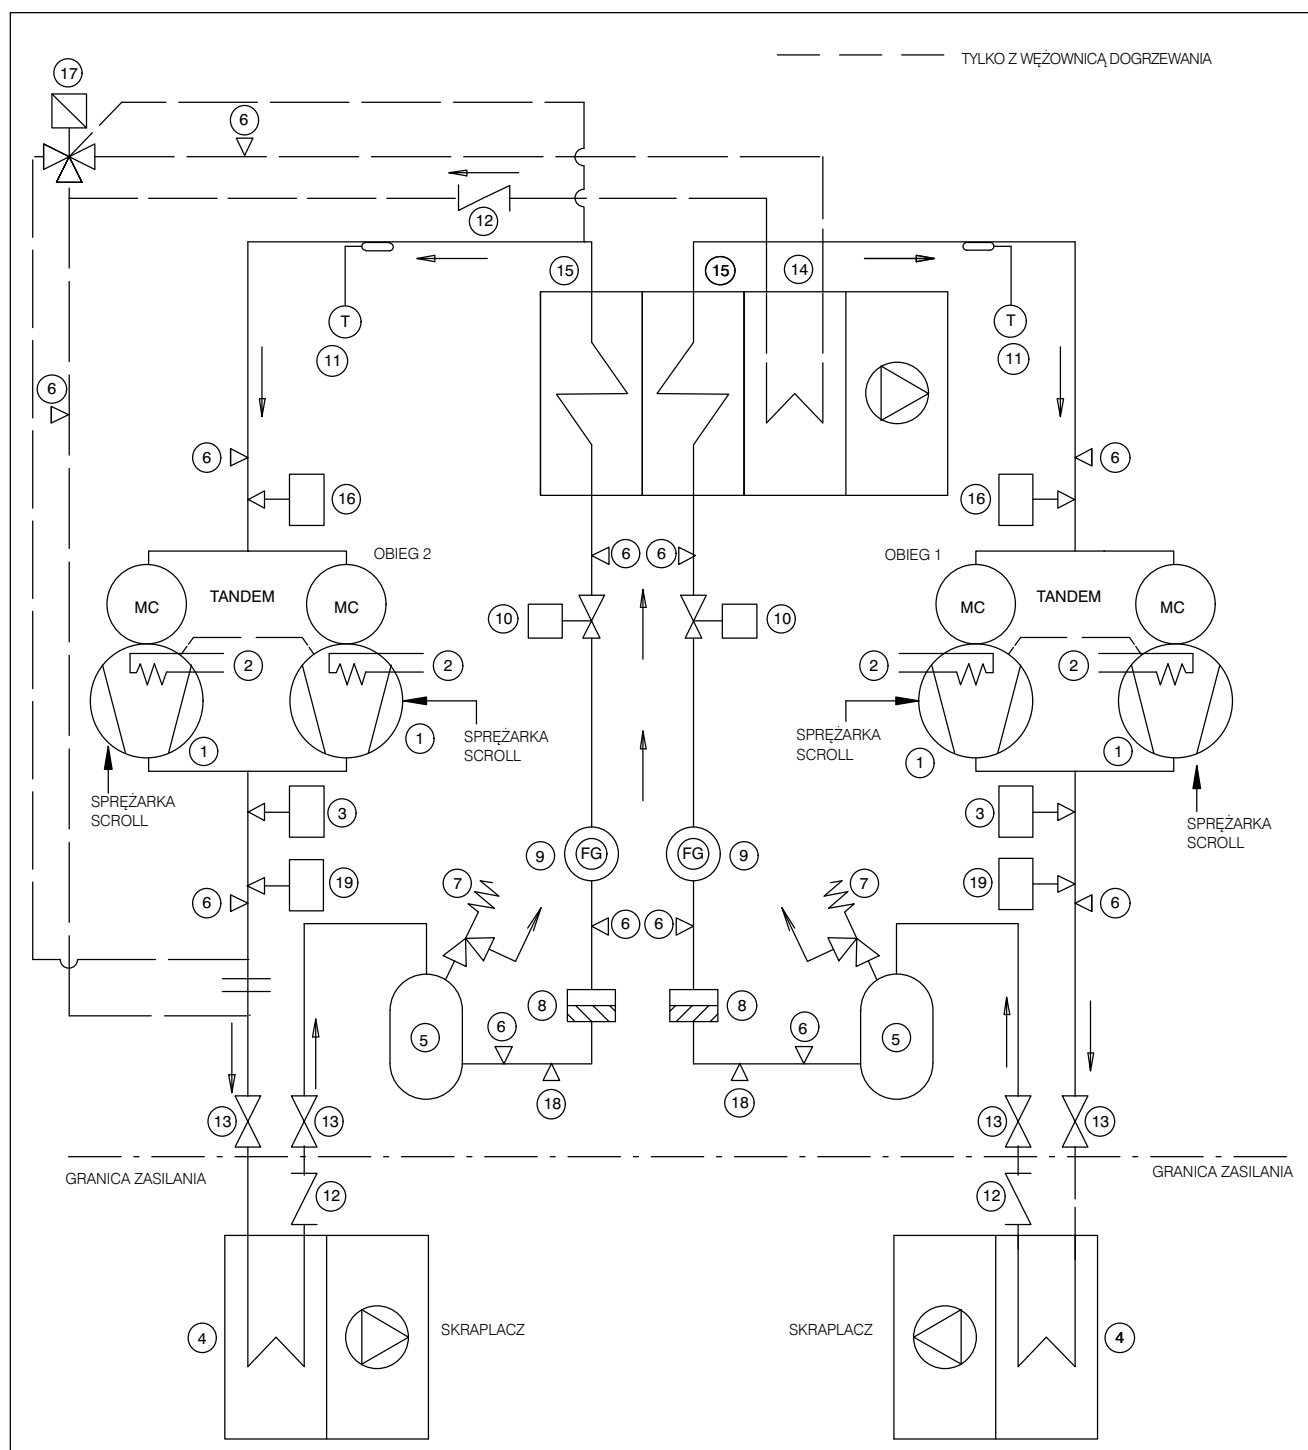 TYLKO Z WĘŻOWNICĄ DOGRZEWANIA
17
6
12
15
15
14
T
11
T
11
6
6
6
16
16
OBIEG 2
6
6
OBIEG 1
MC
TANDEM
MC
10
10
MC
TANDEM
MC
2
2
2
2
1
1
SPRĘŻARKA
SCROLL
SPRĘŻARKA
SCROLL
1
1
SPRĘŻARKA
SCROLL
3
3
SPRĘŻARKA
SCROLL
9
FG
FG
9
19
7
7
19
6
6
6
6
8
8
5
6
6
5
18
18
13
13
13
13
GRANICA ZASILANIA
GRANICA ZASILANIA
12
12
4
SKRAPLACZ
SKRAPLACZ
4